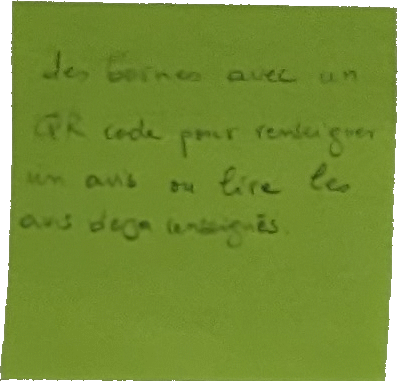 des bornes avec un
QR code pour renseigner
un avis ou lire les
avis deja renseignés.